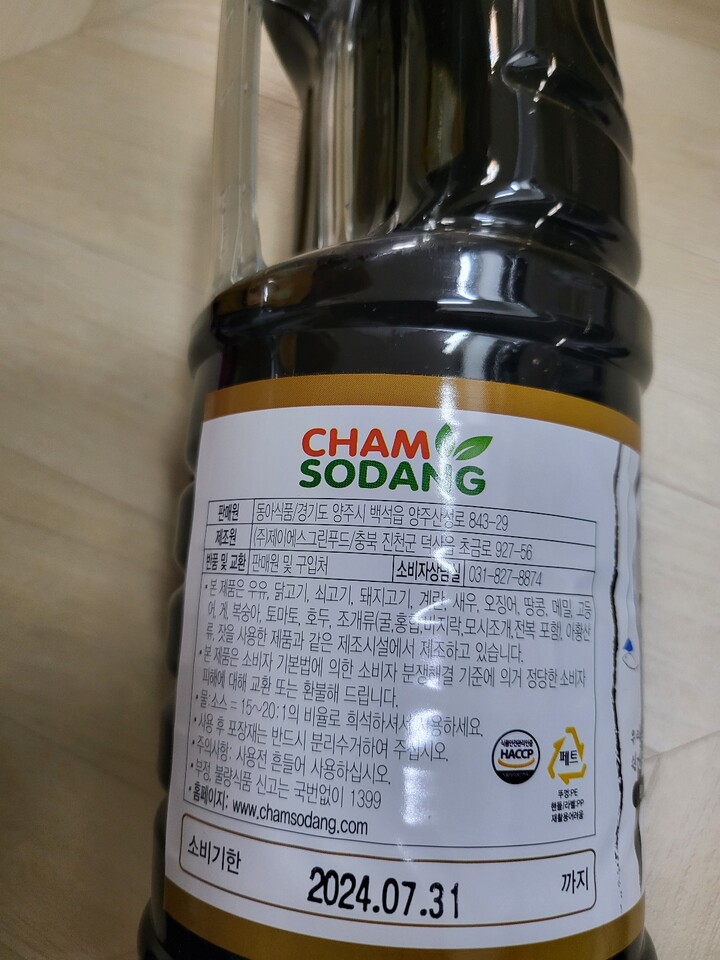 CHAM
SODANG
판매원 동아식품/경기도 양주시 백석읍 양주산성로 843-29
제조원 (주)제이에스그린푸드/충북 진천군 덕산읍 초금로 927-56
반품 및 교환 판매원 및 구입처 소비자상담실 031-827-8874
• 본 제품은 우유, 닭고기, 쇠고기, 돼지고기, 계란, 새우, 오징어, 땅콩, 메밀, 고등
어, 게, 복숭아, 토마토, 호두, 조개류(굴,홍합,바지락,모시조개,전복 포함), 아황산
류, 잣을 사용한 제품과 같은 제조시설에서 제조하고 있습니다.
• 본 제품은 소비자 기본법에 의한 소비자 분쟁해결 기준에 의거 정당한 소비자
피해에 대해 교환 또는 환불해 드립니다.
• 물:소스 = 15~20:1의 비율로 희석하셔서 사용하세요.
• 사용 후 포장재는 반드시 분리수거하여 주십시오.
• 주의사항: 사용전 흔들어 사용하십시오.
• 부정, 불량식품 신고는 국번없이 1399
• 홈페이지: www.chamsodang.com
HACCP
페트
뚜껑:PE
핸들/라벨:PP
재활용어려움
소비기한 2024.07.31 까지